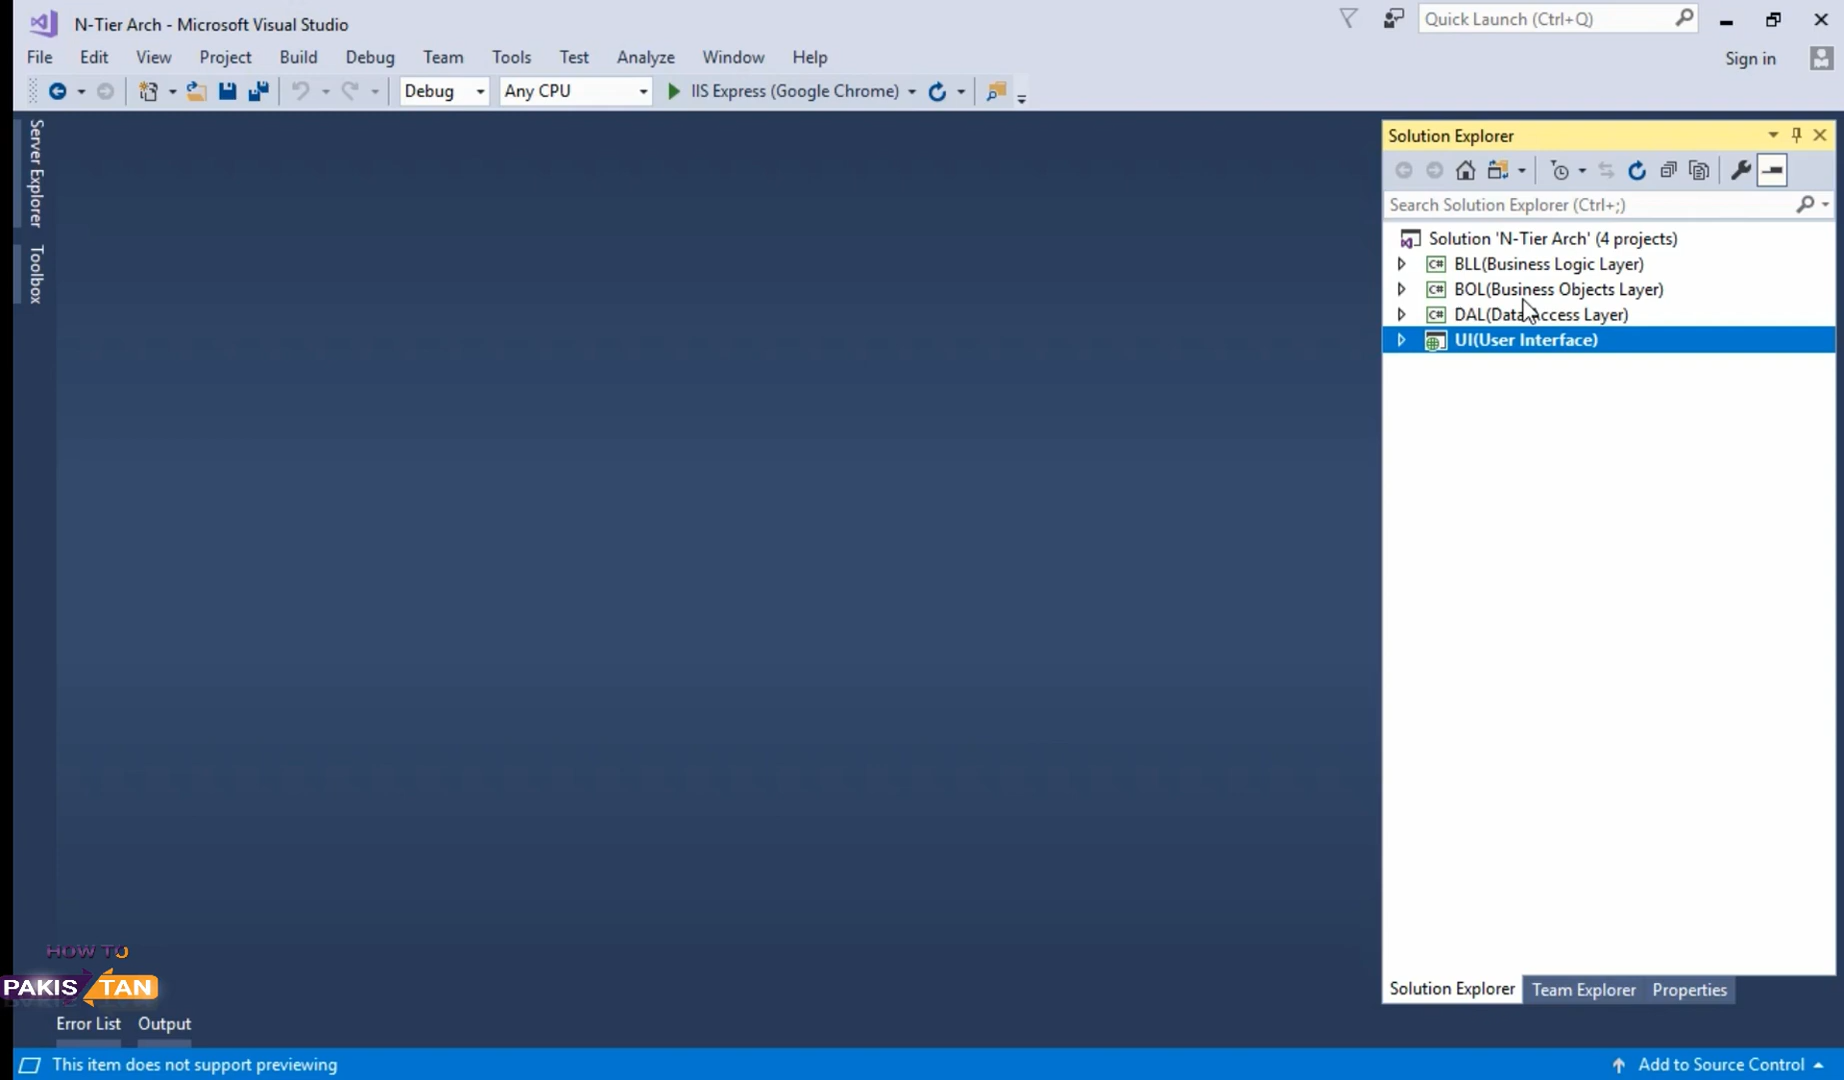 N-Tier Arch - Microsoft Visual Studio
Quick Launch (Ctrl+Q)
File Edit View Project Build Debug Team Tools Test Analyze Window Help
Sign in
Debug Any CPU IIS Express (Google Chrome)
Server Explorer
Toolbox
Solution Explorer
Search Solution Explorer (Ctrl+;)
Solution 'N-Tier Arch' (4 projects)
BLL(Business Logic Layer)
BOL(Business Objects Layer)
DAL(Data Access Layer)
UI(User Interface)
HOW TO
PAKISTAN
Solution Explorer Team Explorer Properties
Error List Output
This item does not support previewing
Add to Source Control